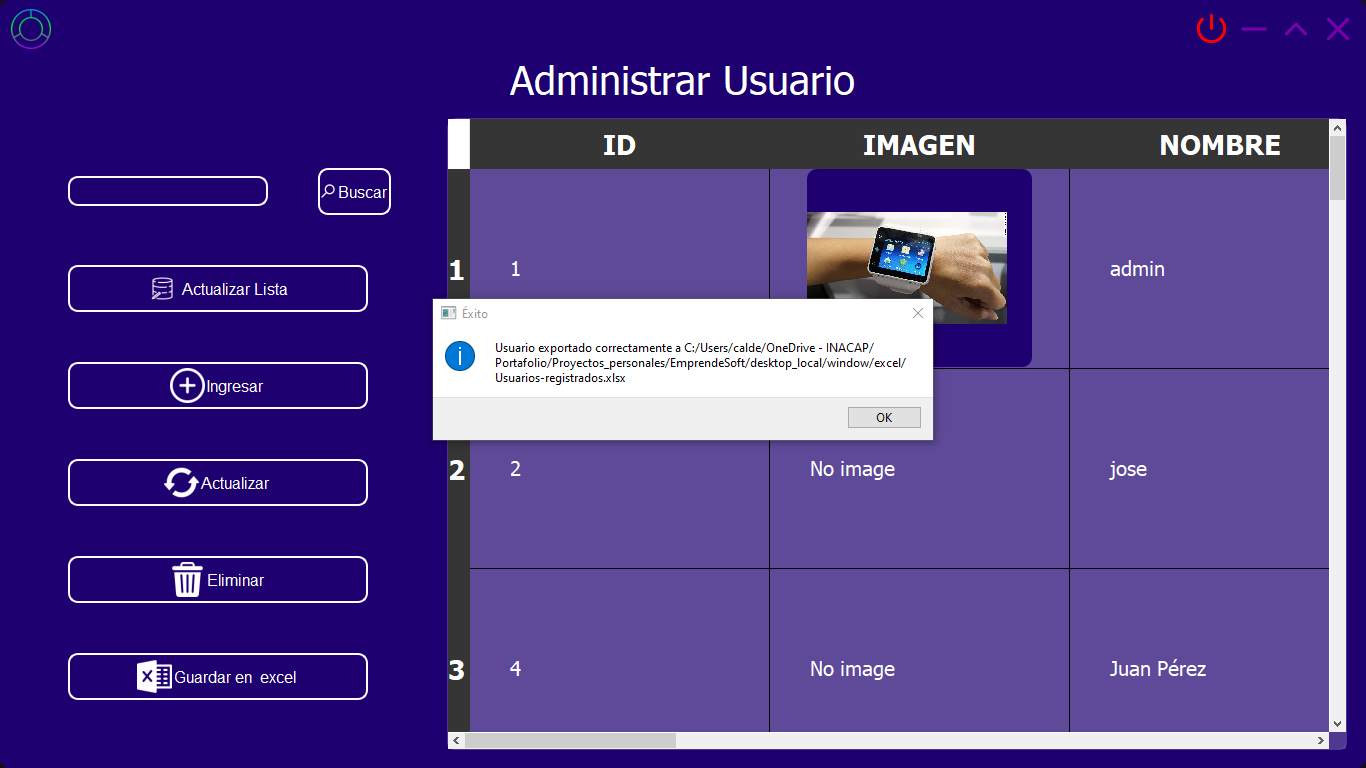 Administrar Usuario
Buscar
Actualizar Lista
Ingresar
Actualizar
Eliminar
Guardar en excel
ID IMAGEN NOMBRE
1 1 admin
2 2 No image jose
3 4 No image Juan Pérez
Éxito
Usuario exportado correctamente a C:/Users/calde/OneDrive - INACAP/
Portafolio/Proyectos_personales/EmprendeSoft/desktop_local/window/excel/
Usuarios-registrados.xlsx
OK